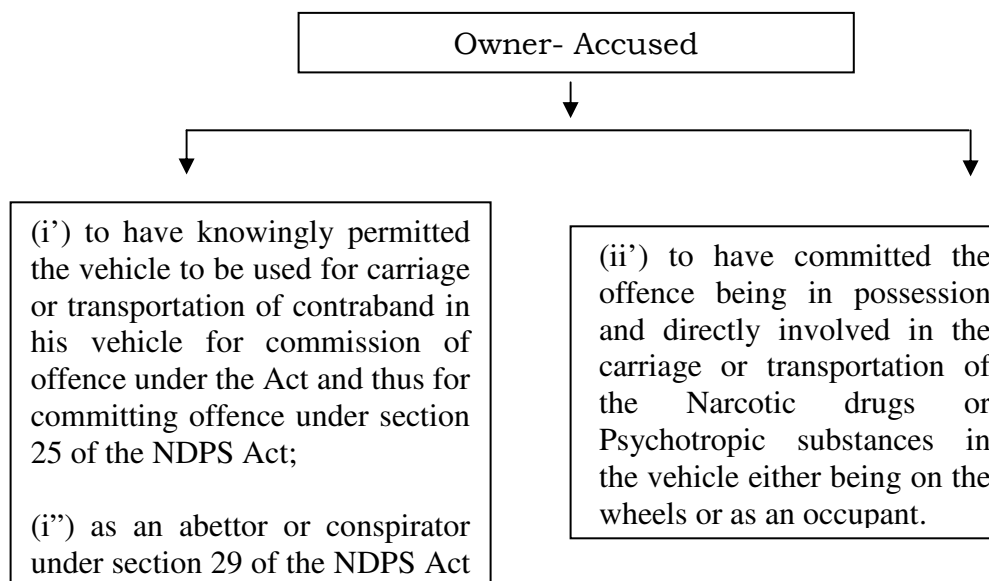 Owner- Accused
(i’) to have knowingly permitted
the vehicle to be used for carriage
or transportation of contraband in
his vehicle for commission of
offence under the Act and thus for
committing offence under section
25 of the NDPS Act;
(i”) as an abettor or conspirator
under section 29 of the NDPS Act
(ii’) to have committed the
offence being in possession
and directly involved in the
carriage or transportation of
the Narcotic drugs or
Psychotropic substances in
the vehicle either being on the
wheels or as an occupant.